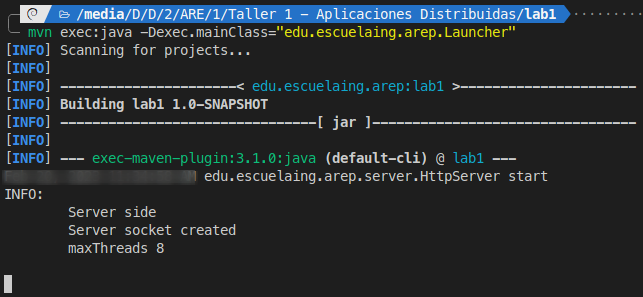 /media/D/D/2/ARE/1/Taller 1 - Aplicaciones Distribuidas/lab1
mvn exec:java -Dexec.mainClass="edu.escuelaing.arep.Launcher"
[INFO] Scanning for projects...
[INFO]
[INFO] ----------------------< edu.escuelaing.arep:lab1 >----------------------
[INFO] Building lab1 1.0-SNAPSHOT
[INFO] --------------------------------[ jar ]---------------------------------
[INFO]
[INFO] --- exec-maven-plugin:3.1.0:java (default-cli) @ lab1 ---
edu.escuelaing.arep.server.HttpServer start
INFO:
Server side
Server socket created
maxThreads 8